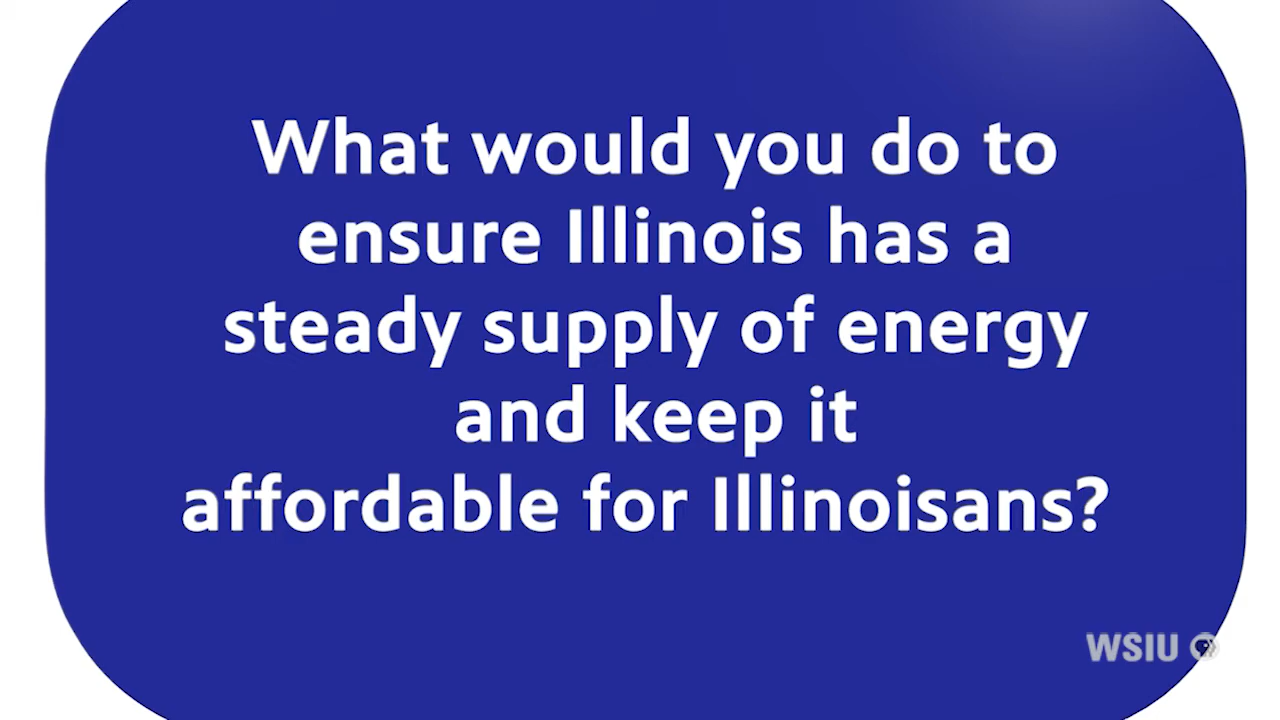 What would you do to
ensure Illinois has a
steady supply of energy
and keep it
affordable for Illinoisans?
WSIU